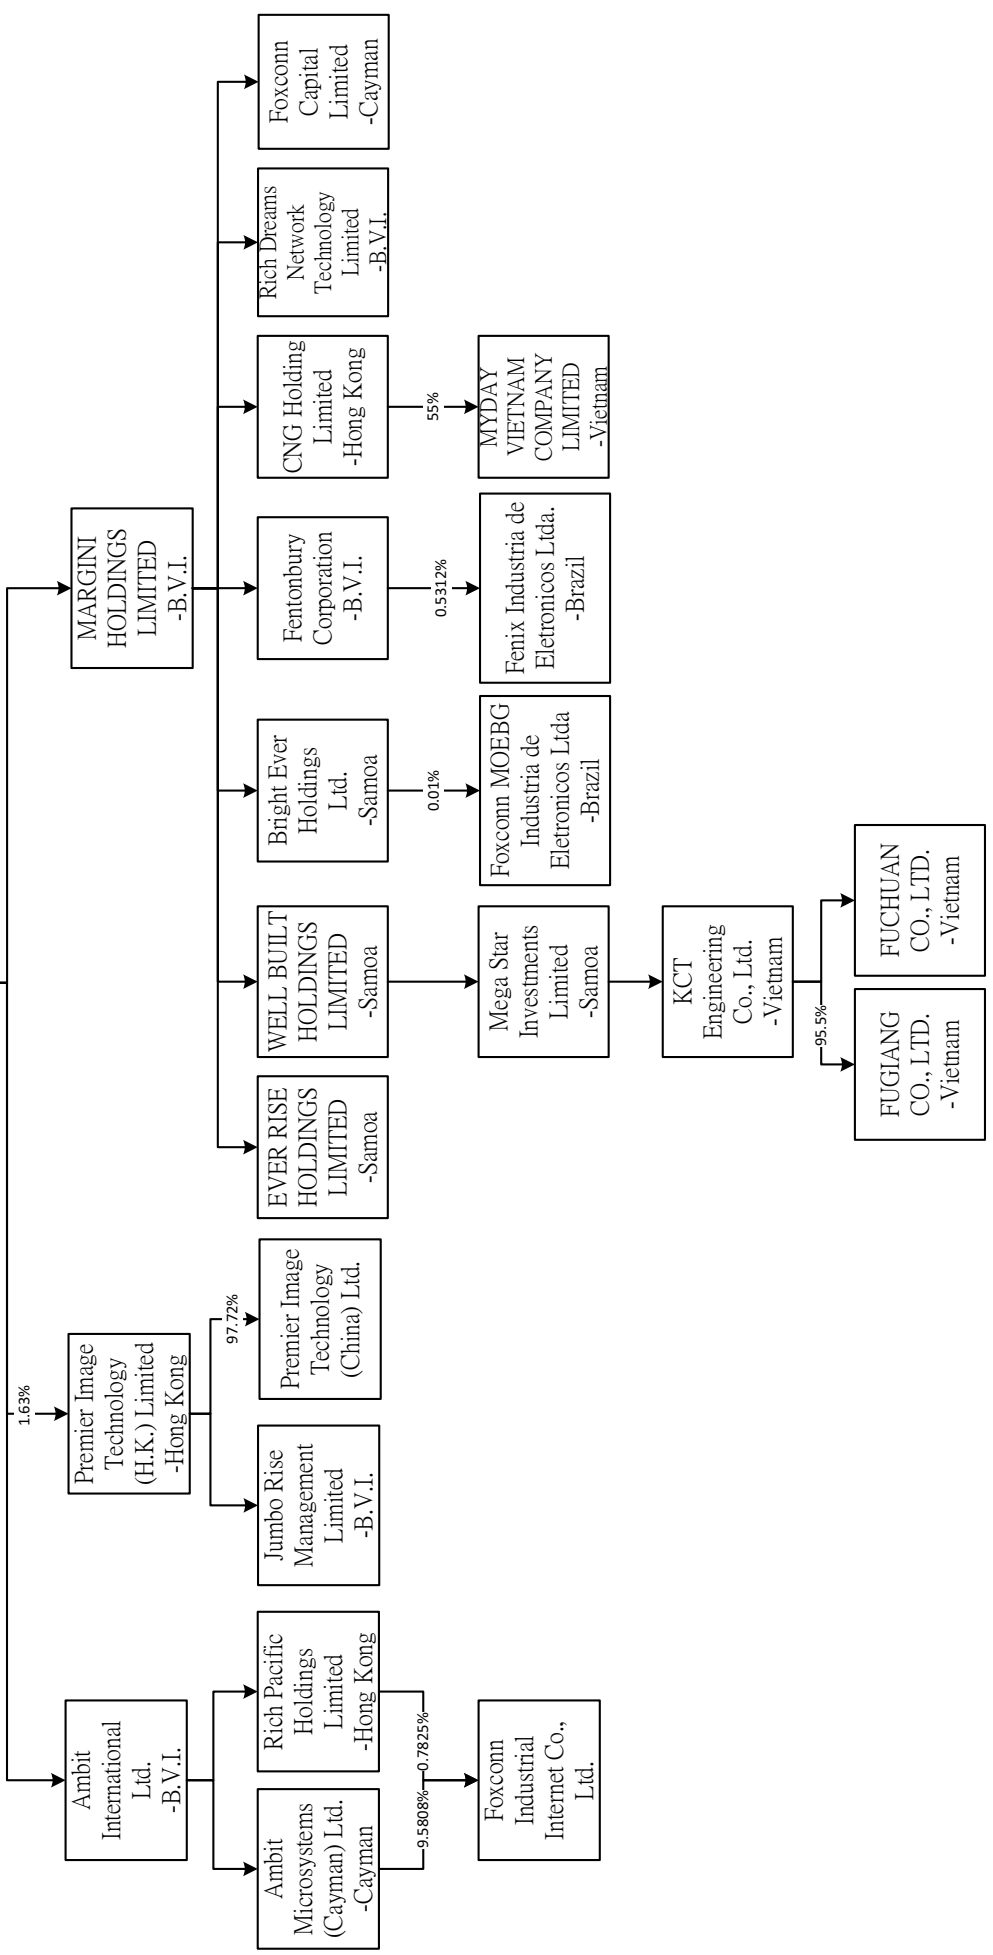 1.63%
Ambit
International
Ltd.
-B.V.I.
Premier Image
Technology
(H.K.) Limited
-Hong Kong
MARGINI
HOLDINGS
LIMITED
-B.V.I.
Ambit
Microsystems
(Cayman) Ltd.
-Cayman
Rich Pacific
Holdings
Limited
-Hong Kong
9.5808%
0.7825%
Foxconn
Industrial
Internet Co.,
Ltd.
97.72%
Jumbo Rise
Management
Limited
-B.V.I.
Premier Image
Technology
(China) Ltd.
EVER RISE
HOLDINGS
LIMITED
-Samoa
WELL BUILT
HOLDINGS
LIMITED
-Samoa
Bright Ever
Holdings
Ltd.
-Samoa
Fentonbury
Corporation
-B.V.I.
CNG Holding
Limited
-Hong Kong
Rich Dreams
Network
Technology
Limited
-B.V.I.
Foxconn
Capital
Limited
-Cayman
0.01%
0.5312%
55%
Mega Star
Investments
Limited
-Samoa
Foxconn MOEBG
Industria de
Eletronicos Ltda
-Brazil
Fenix Industria de
Eletronicos Ltda.
-Brazil
MYDAY
VIETNAM
COMPANY
LIMITED
-Vietnam
KCT
Engineering
Co., Ltd.
-Vietnam
95.5%
FUGIANG
CO., LTD.
-Vietnam
FUCHUAN
CO., LTD.
-Vietnam